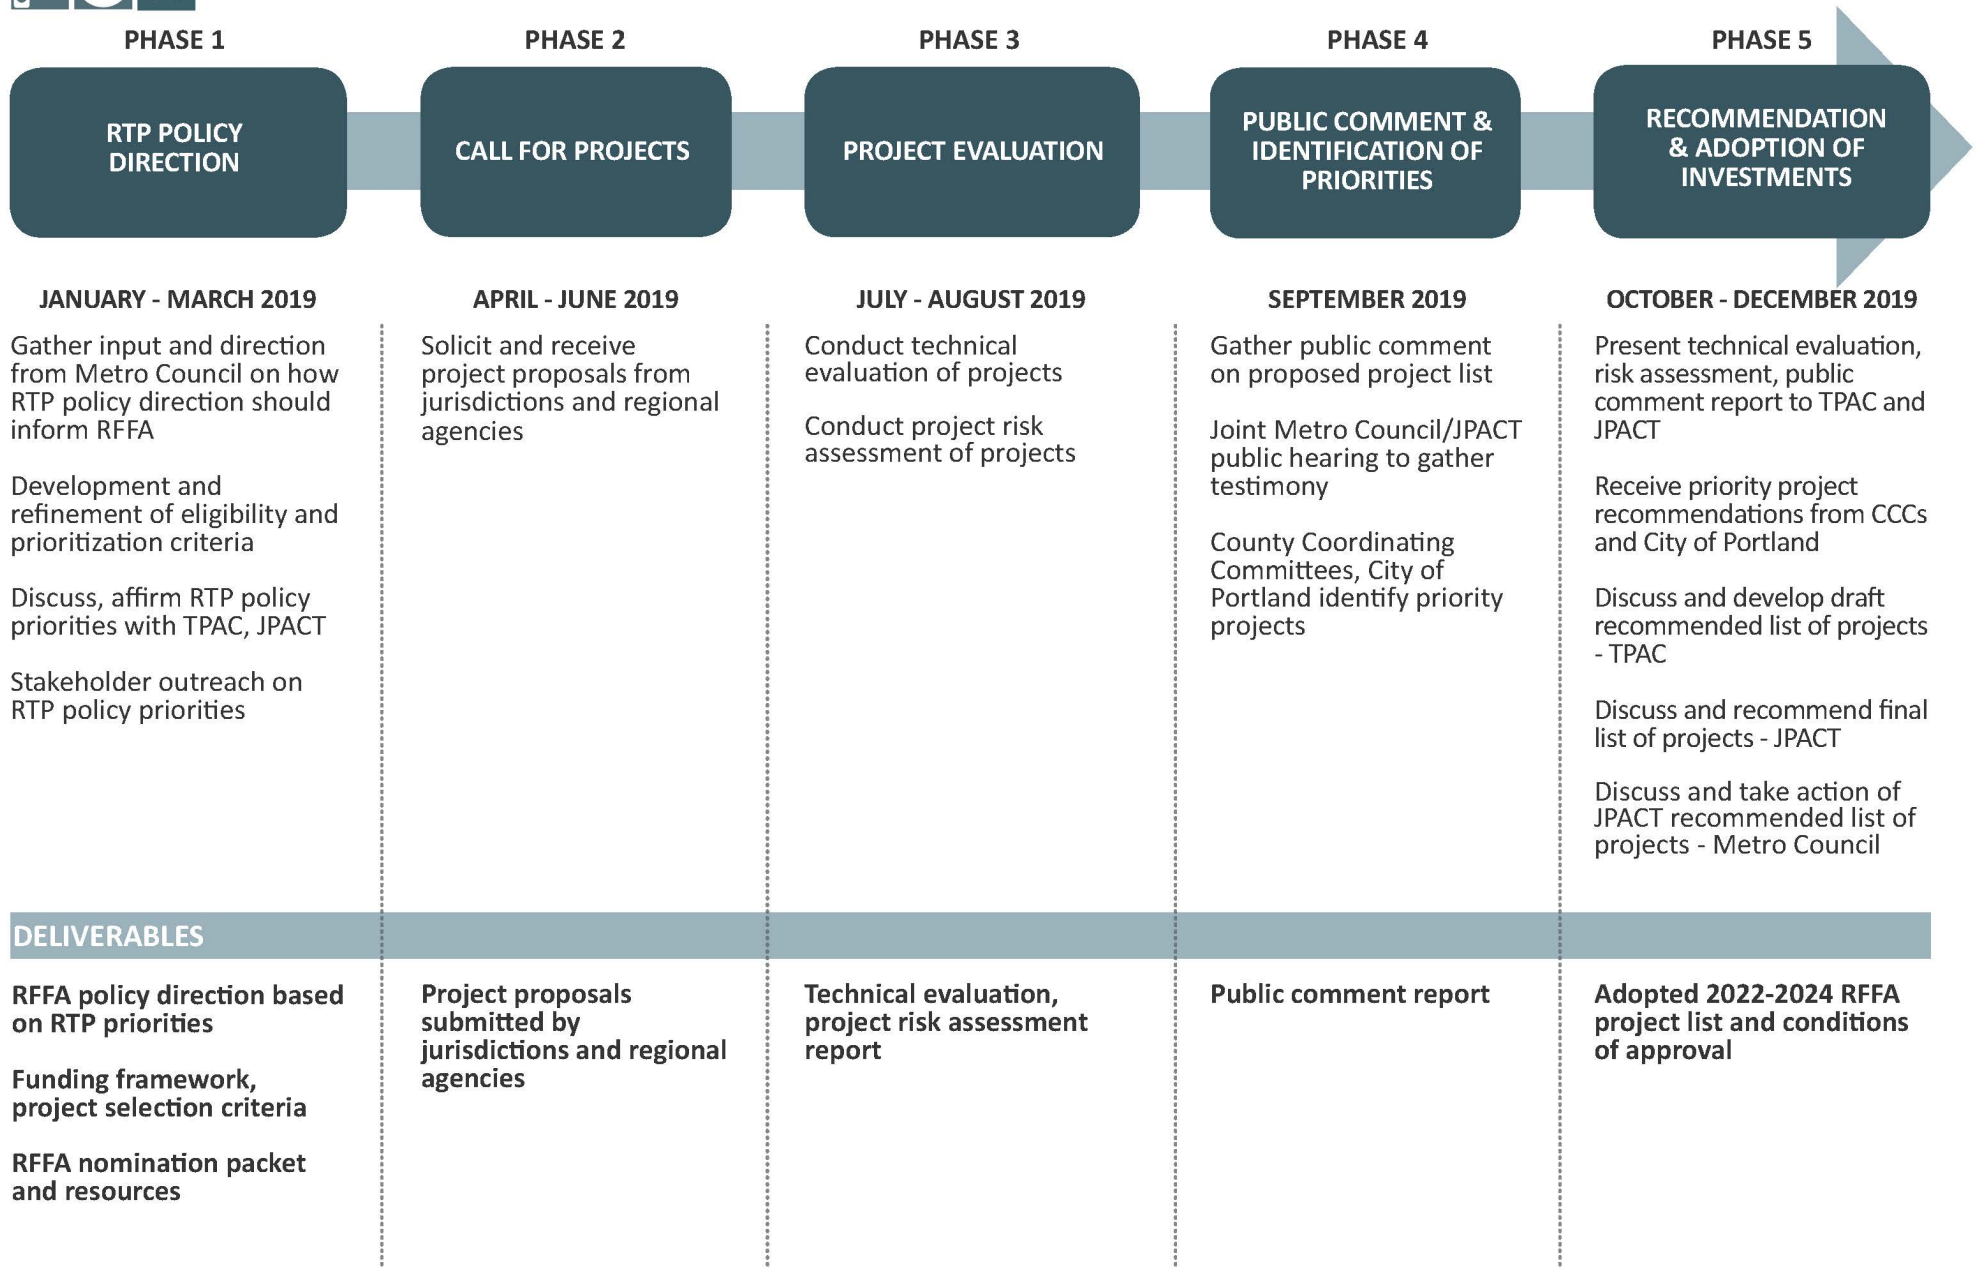 PHASE 1
RTP POLICY
DIRECTION
JANUARY - MARCH 2019
Gather input and direction
from Metro Council on how
RTP policy direction should
inform RFFA
Development and
refinement of eligibility and
prioritization criteria
Discuss, affirm RTP policy
priorities with TPAC, JPACT
Stakeholder outreach on
RTP policy priorities
PHASE 2
CALL FOR PROJECTS
APRIL - JUNE 2019
Solicit and receive
project proposals from
jurisdictions and regional
agencies
PHASE 3
PROJECT EVALUATION
JULY - AUGUST 2019
Conduct technical
evaluation of projects
Conduct project risk
assessment of projects
PHASE 4
PUBLIC COMMENT &
IDENTIFICATION OF
PRIORITIES
SEPTEMBER 2019
Gather public comment
on proposed project list
Joint Metro Council/JPACT
public hearing to gather
testimony
County Coordinating
Committees, City of
Portland identify priority
projects
PHASE 5
RECOMMENDATION
& ADOPTION OF
INVESTMENTS
OCTOBER - DECEMBER 2019
Present technical evaluation,
risk assessment, public
comment report to TPAC and
JPACT
Receive priority project
recommendations from CCCs
and City of Portland
Discuss and develop draft
recommended list of projects
- TPAC
Discuss and recommend final
list of projects - JPACT
Discuss and take action of
JPACT recommended list of
projects - Metro Council
DELIVERABLES
RFFA policy direction based
on RTP priorities
Funding framework,
project selection criteria
RFFA nomination packet
and resources
Project proposals
submitted by
jurisdictions and regional
agencies
Technical evaluation,
project risk assessment
report
Public comment report
Adopted 2022-2024 RFFA
project list and conditions
of approval